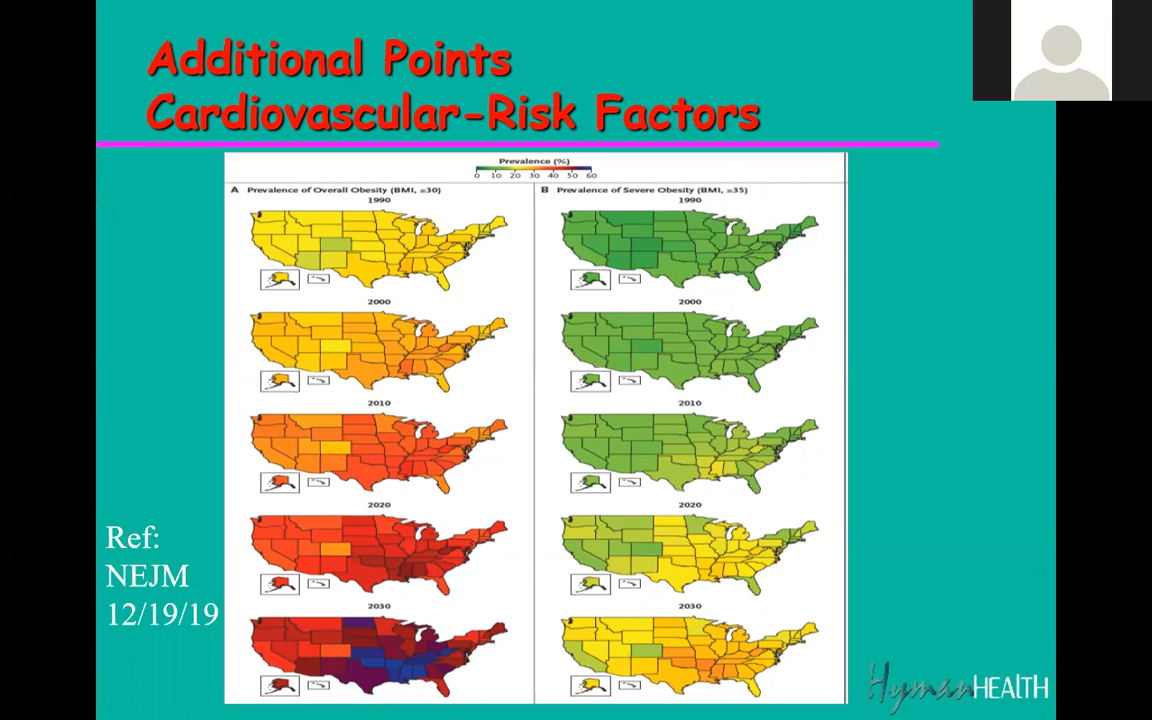 Additional Points
Cardiovascular-Risk Factors
Prevalence (%)
0 10 20 30 40 50 60
A Prevalence of Overall Obesity (BMI, ≥30)
1990
2000
2010
2020
2030
B Prevalence of Severe Obesity (BMI, ≥35)
1990
2000
2010
2020
2030
Ref:
NEJM
12/19/19
HymanHEALTH